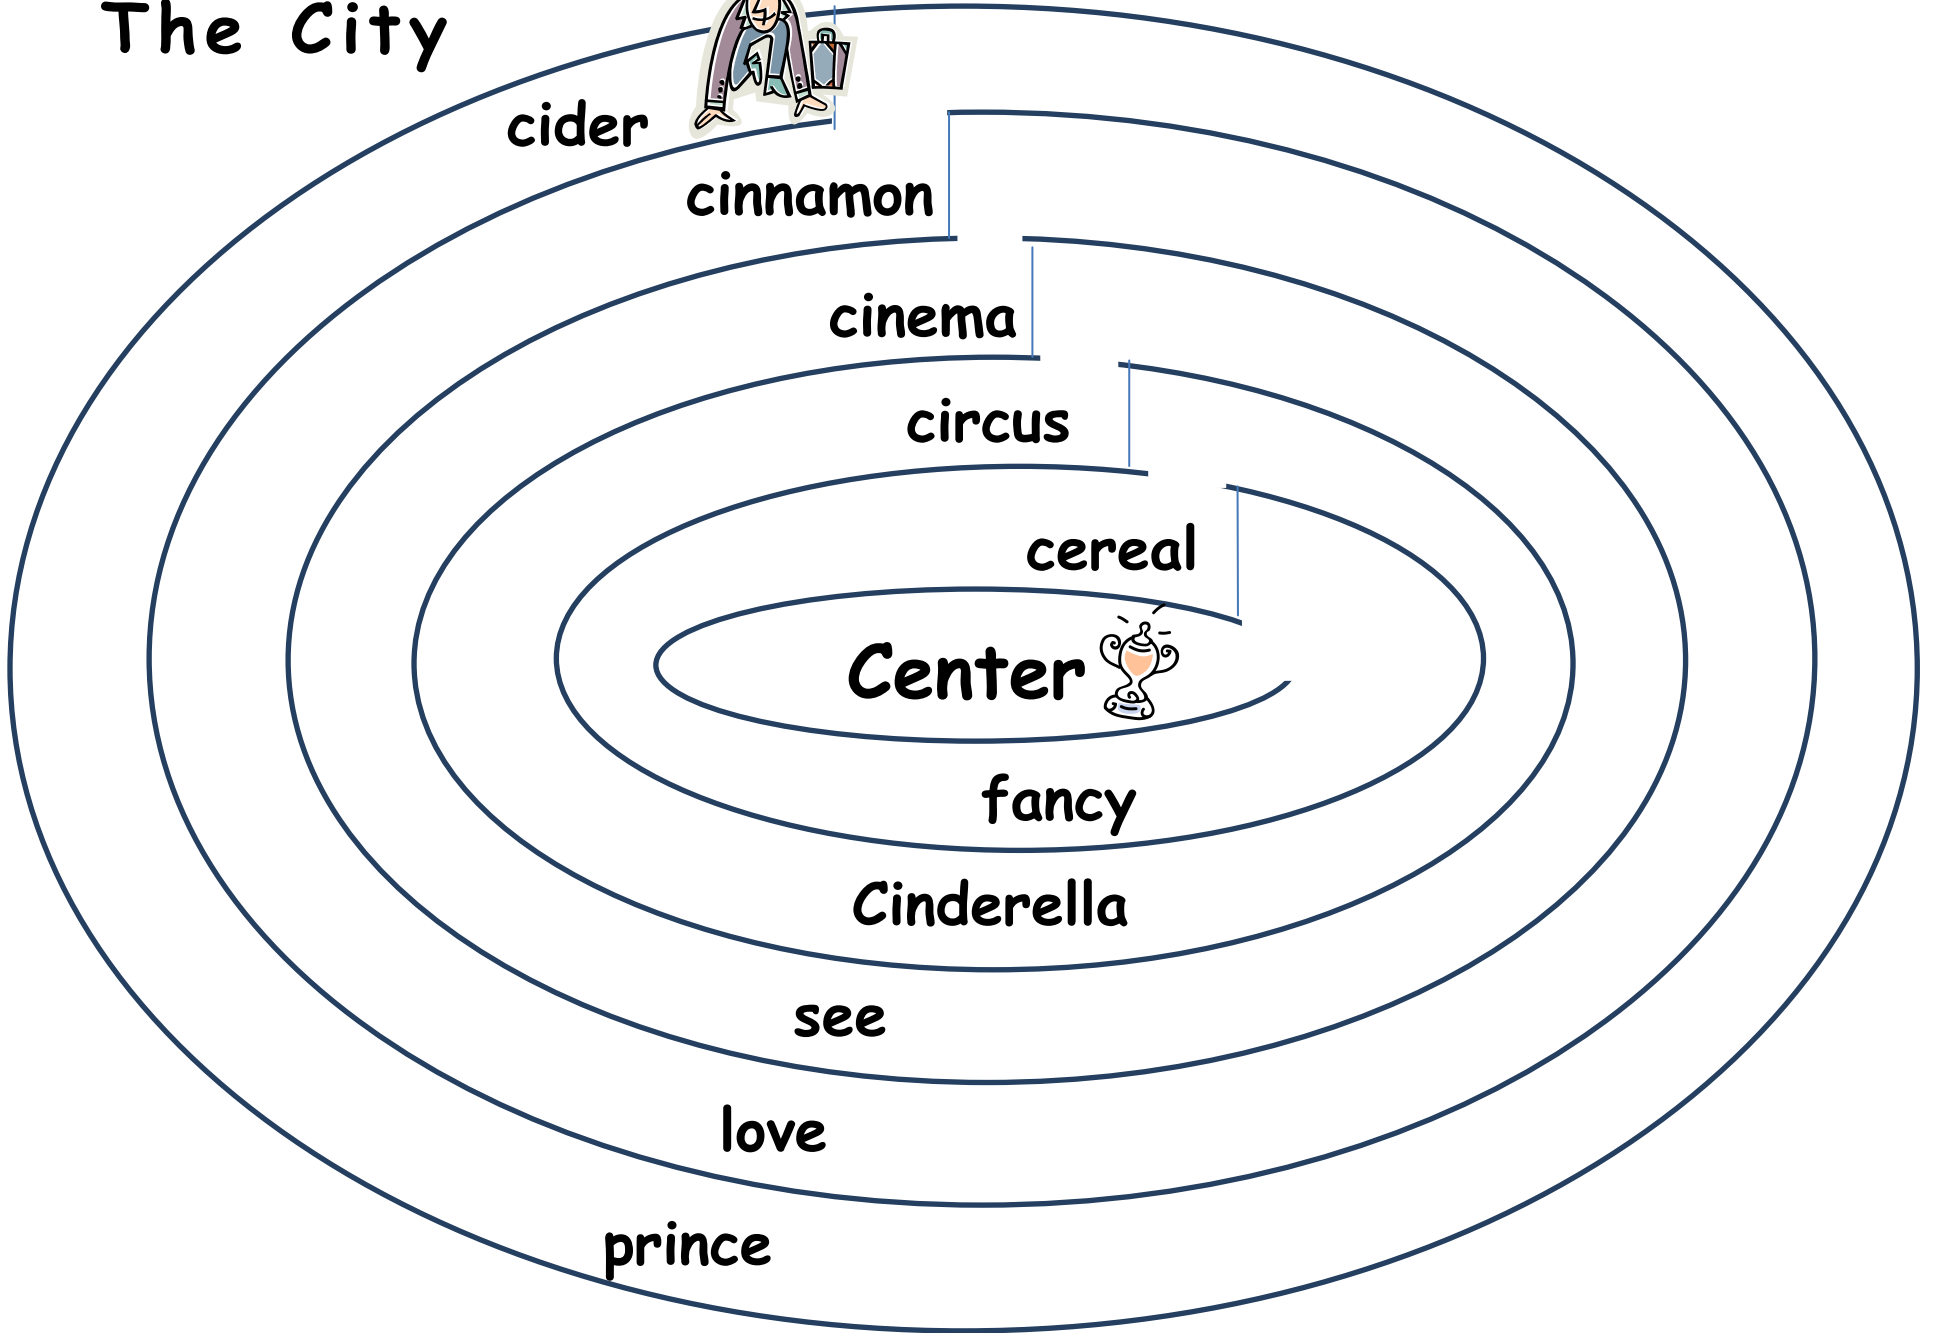 The City
cider
cinnamon
cinema
circus
cereal
Center
fancy
Cinderella
see
love
prince